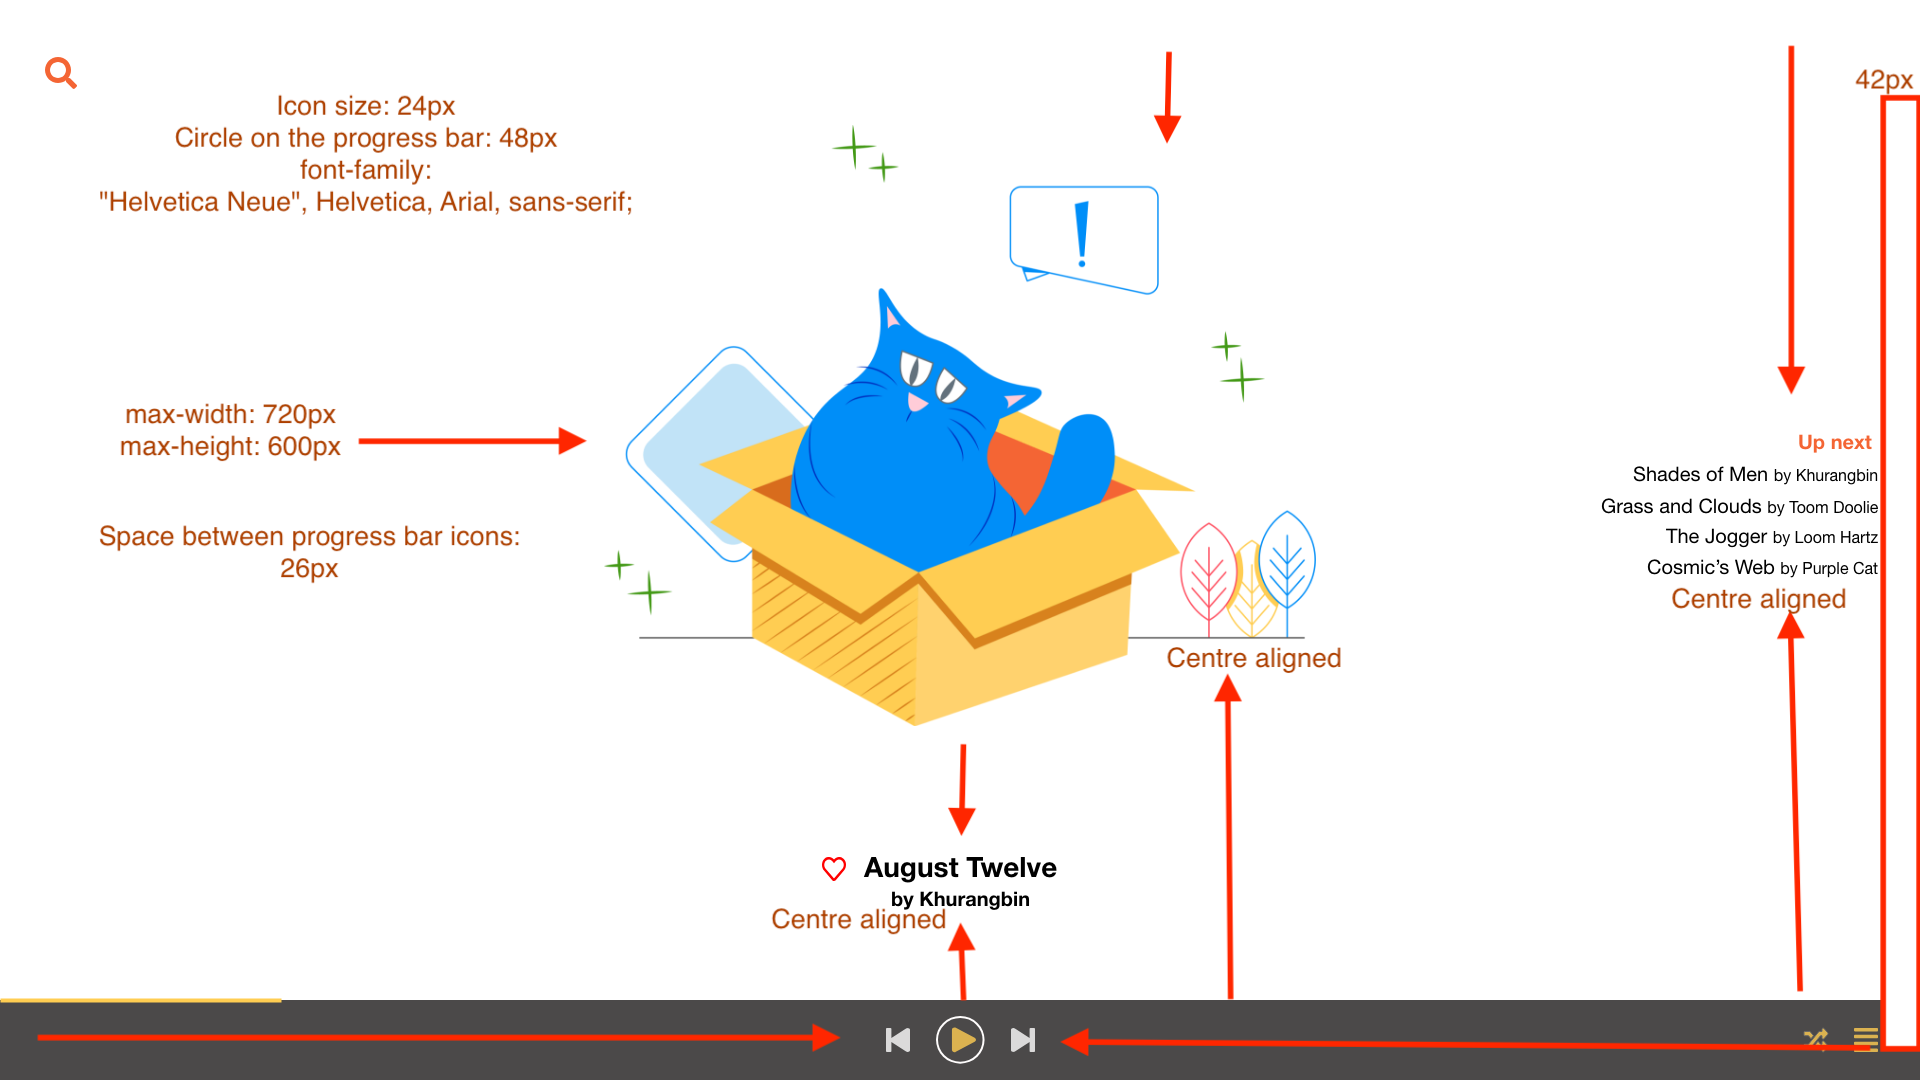 42px
Icon size: 24px
Circle on the progress bar: 48px
font-family:
"Helvetica Neue", Helvetica, Arial, sans-serif;
!
max-width: 720px
max-height: 600px
Space between progress bar icons:
26px
Up next
Shades of Men by Khurangbin
Grass and Clouds by Toom Doolie
The Jogger by Loom Hartz
Cosmic’s Web by Purple Cat
Centre aligned
Centre aligned
August Twelve
by Khurangbin
Centre aligned